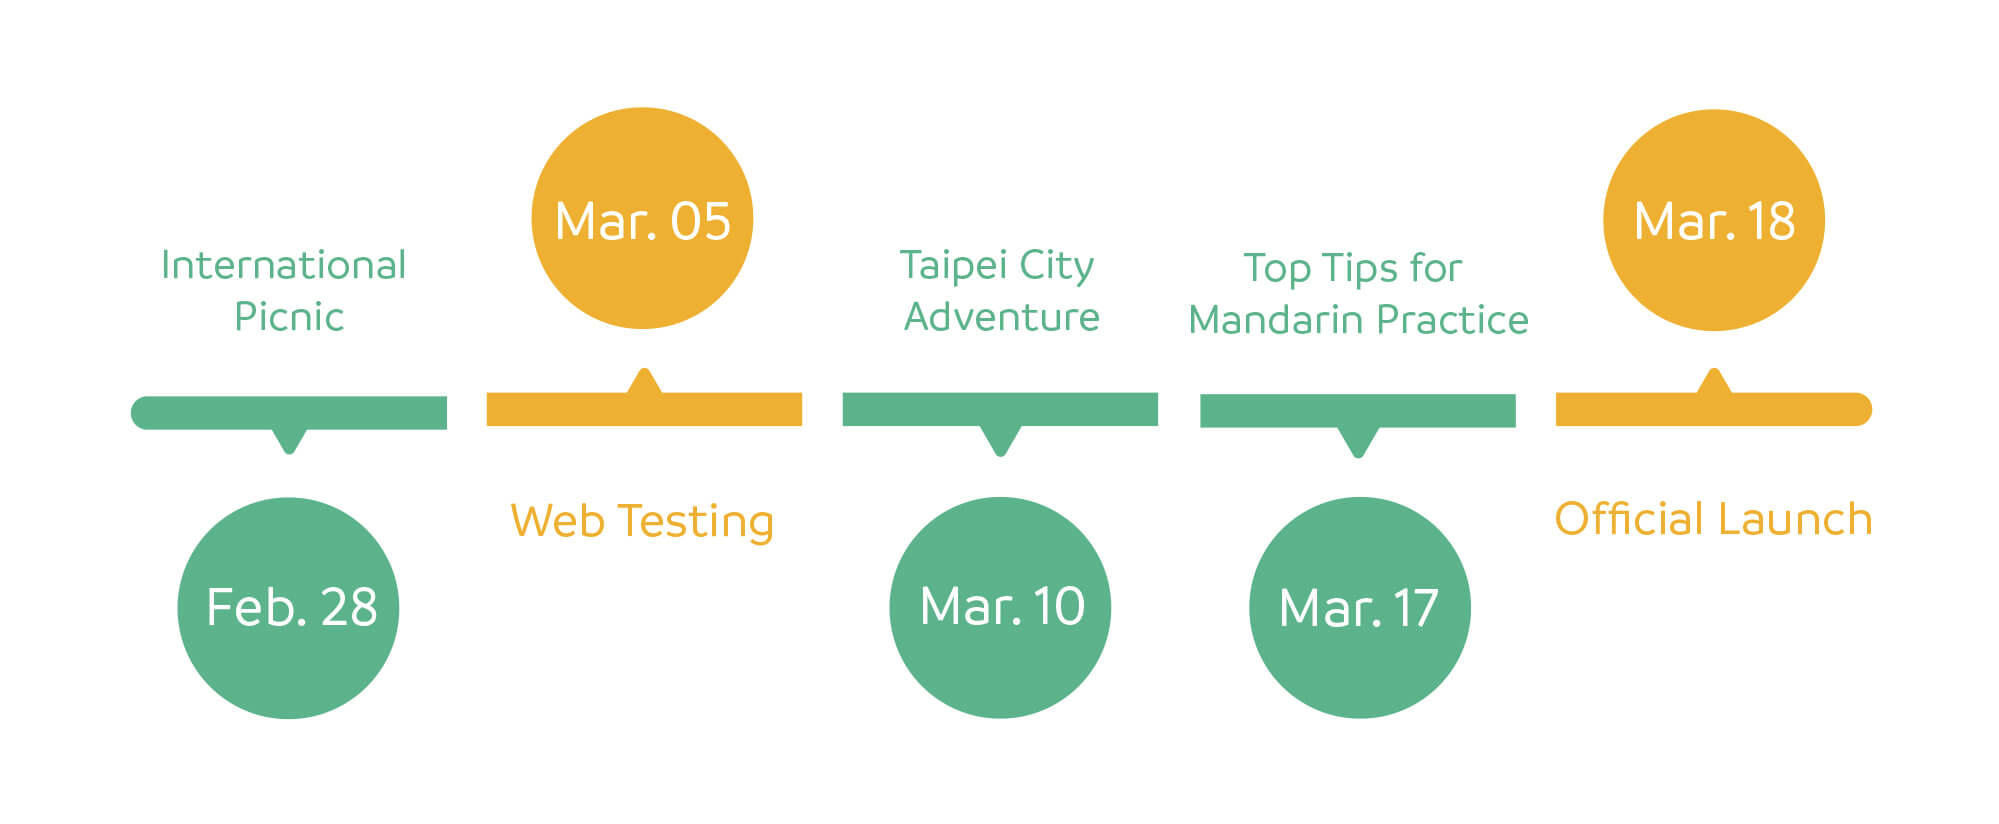 International
Picnic
Feb. 28
Mar. 05
Web Testing
Taipei City
Adventure
Mar. 10
Top Tips for
Mandarin Practice
Mar. 17
Mar. 18
Official Launch